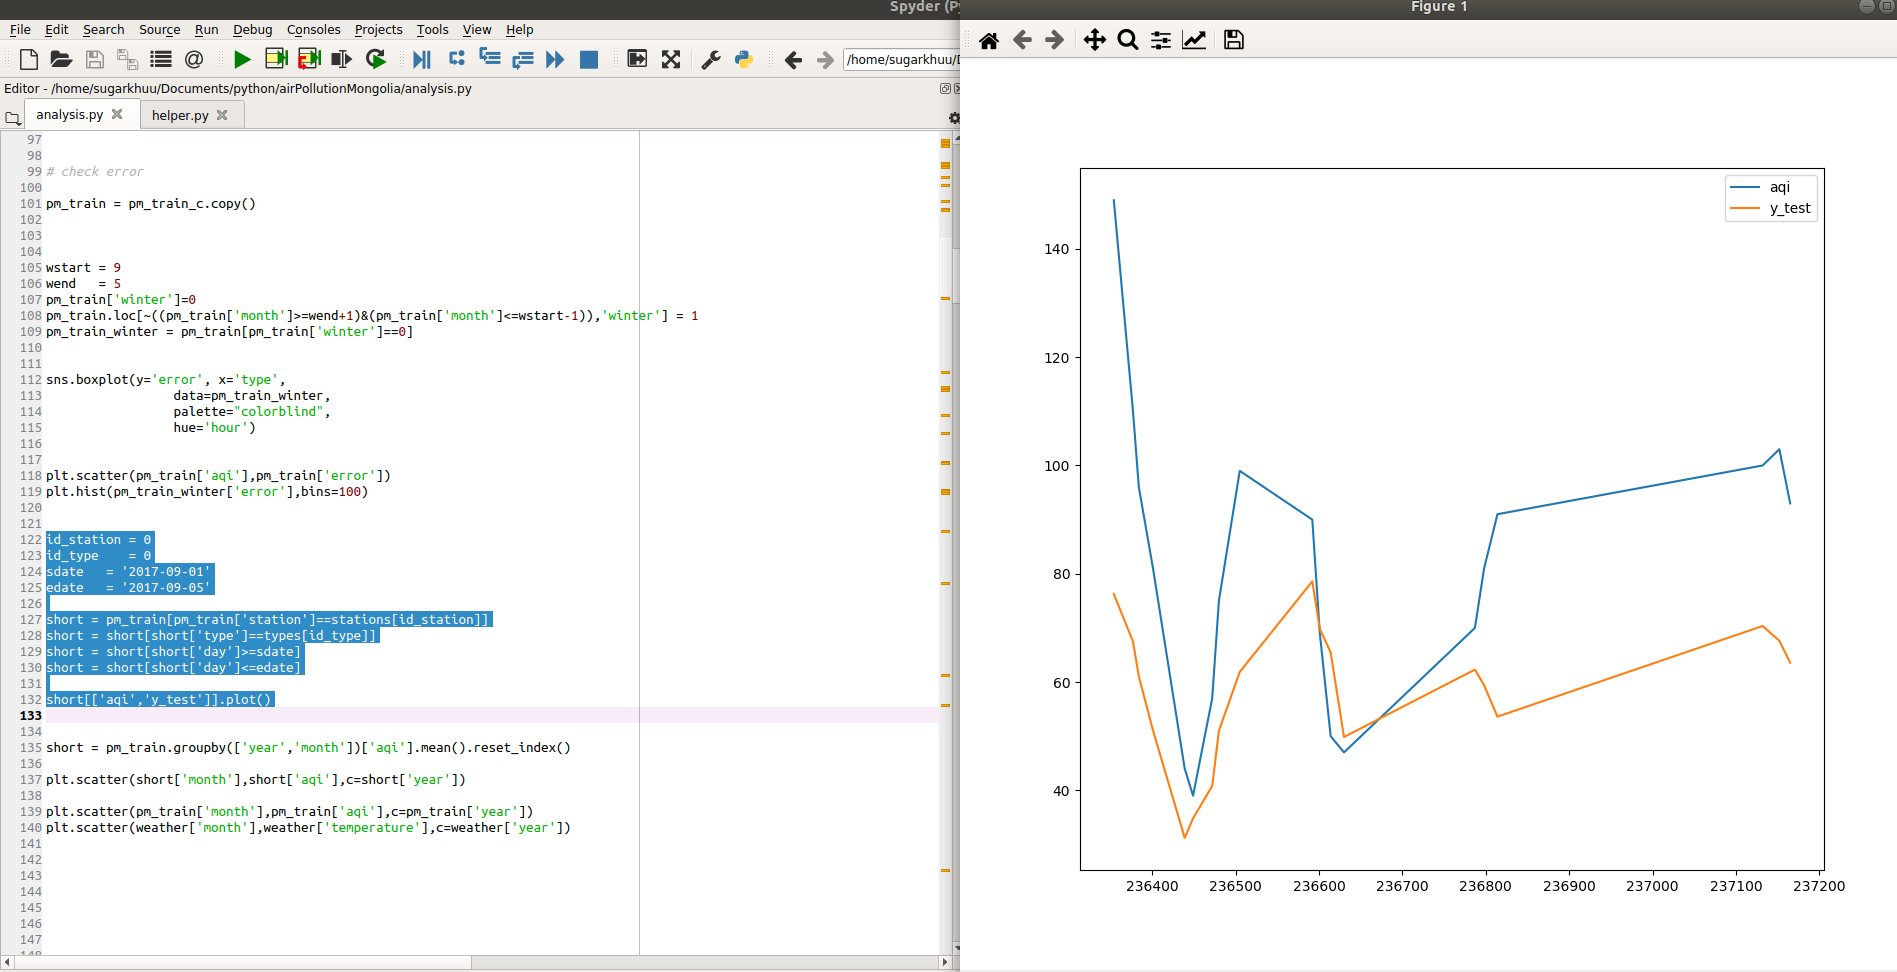 Spyder (Py
File Edit Search Source Run Debug Consoles Projects Tools View Help
/home/sugarkhuu/D
Editor - /home/sugarkhuu/Documents/python/airPollutionMongolia/analysis.py
analysis.py helper.py
97
98
99 # check error
100
101 pm_train = pm_train_c.copy()
102
103
104
105 wstart = 9
106 wend   = 5
107 pm_train['winter']=0
108 pm_train.loc[~((pm_train['month']>=wend+1)&(pm_train['month']<=wstart-1)),'winter'] = 1
109 pm_train_winter = pm_train[pm_train['winter']==0]
110
111
112 sns.boxplot(y='error', x='type',
113                  data=pm_train_winter,
114                  palette="colorblind",
115                  hue='hour')
116
117
118 plt.scatter(pm_train['aqi'],pm_train['error'])
119 plt.hist(pm_train_winter['error'],bins=100)
120
121
122 id_station = 0
123 id_type    = 0
124 sdate   = '2017-09-01'
125 edate   = '2017-09-05'
126
127 short = pm_train[pm_train['station']==stations[id_station]]
128 short = short[short['type']==types[id_type]]
129 short = short[short['day']>=sdate]
130 short = short[short['day']<=edate]
131
132 short[['aqi','y_test']].plot()
133
134
135 short = pm_train.groupby(['year','month'])['aqi'].mean().reset_index()
136
137 plt.scatter(short['month'],short['aqi'],c=short['year'])
138
139 plt.scatter(pm_train['month'],pm_train['aqi'],c=pm_train['year'])
140 plt.scatter(weather['month'],weather['temperature'],c=weather['year'])
141
142
143
144
145
146
147
148
Figure 1
aqi
y_test
140
120
100
80
60
40
236400 236500 236600 236700 236800 236900 237000 237100 237200